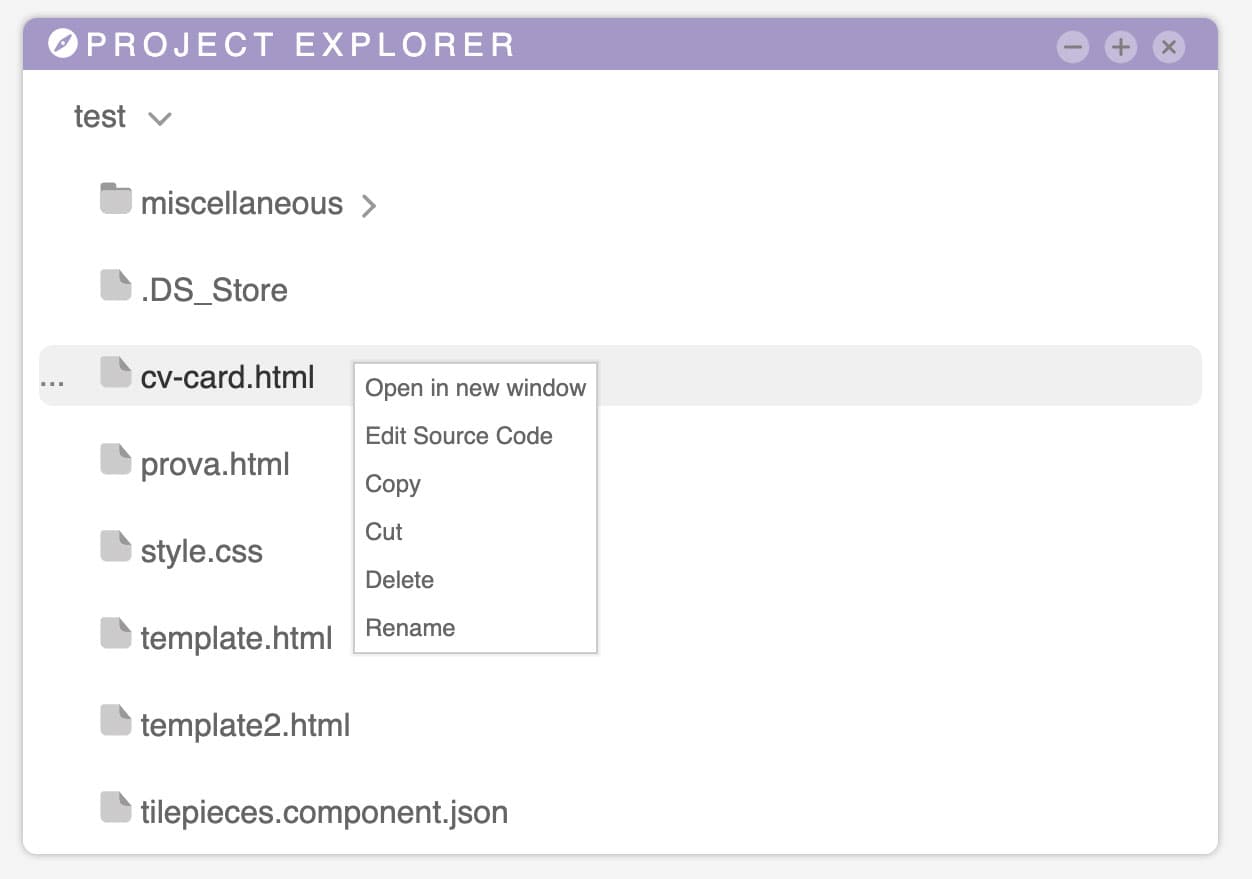 PROJECT EXPLORER
test
miscellaneous
.DS_Store
... cv-card.html
Open in new window
Edit Source Code
Copy
Cut
Delete
Rename
prova.html
style.css
template.html
template2.html
tilepieces.component.json